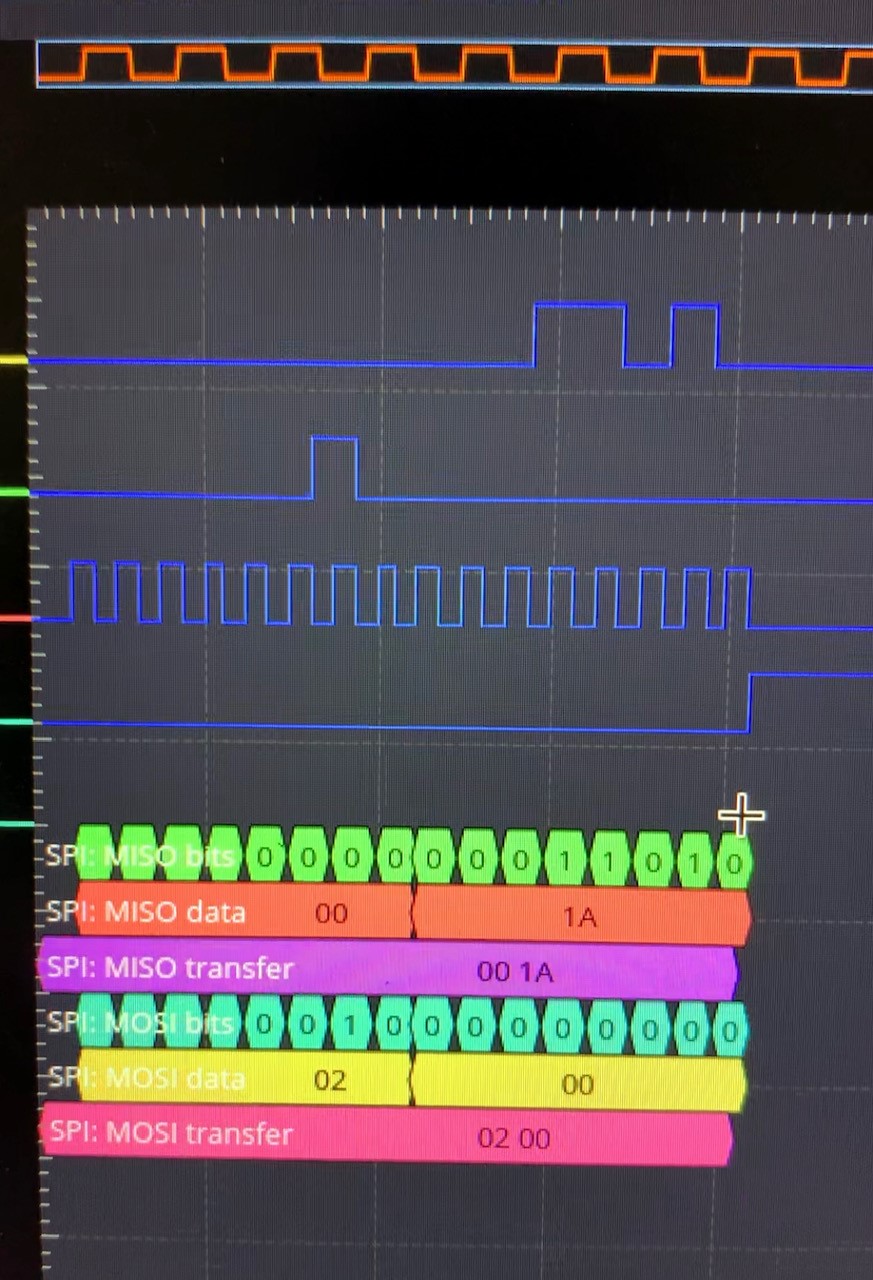 SPI: MISO bits 0 0 0 0 0 0 0 1 1 0 1 0
SPI: MISO data 00 1A
SPI: MISO transfer 00 1A
SPI: MOSI bits 0 0 1 0 0 0 0 0 0 0 0 0
SPI: MOSI data 02 00
SPI: MOSI transfer 02 00